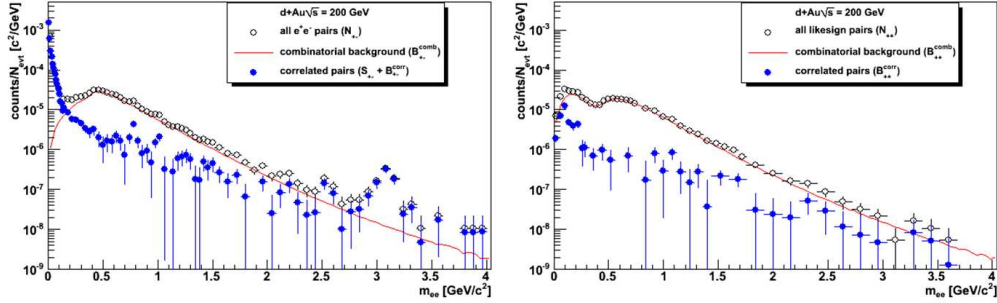 d+Au√s = 200 GeV
all e⁺e⁻ pairs (N₊₋)
combinatorial background (B₊₋ᶜᵒᵐᵇ)
correlated pairs (S₊₋ + B₊₋ᶜᵒʳʳ)
counts/Nₑᵥₜ [c²/GeV]
10⁻³
10⁻⁴
10⁻⁵
10⁻⁶
10⁻⁷
10⁻⁸
10⁻⁹
0 0.5 1 1.5 2 2.5 3 3.5 4
mₑₑ [GeV/c²]
d+Au√s = 200 GeV
all likesign pairs (N₊₊)
combinatorial background (B₊₊ᶜᵒᵐᵇ)
correlated pairs (B₊₊ᶜᵒʳʳ)
counts/Nₑᵥₜ [c²/GeV]
10⁻³
10⁻⁴
10⁻⁵
10⁻⁶
10⁻⁷
10⁻⁸
10⁻⁹
0 0.5 1 1.5 2 2.5 3 3.5 4
mₑₑ [GeV/c²]